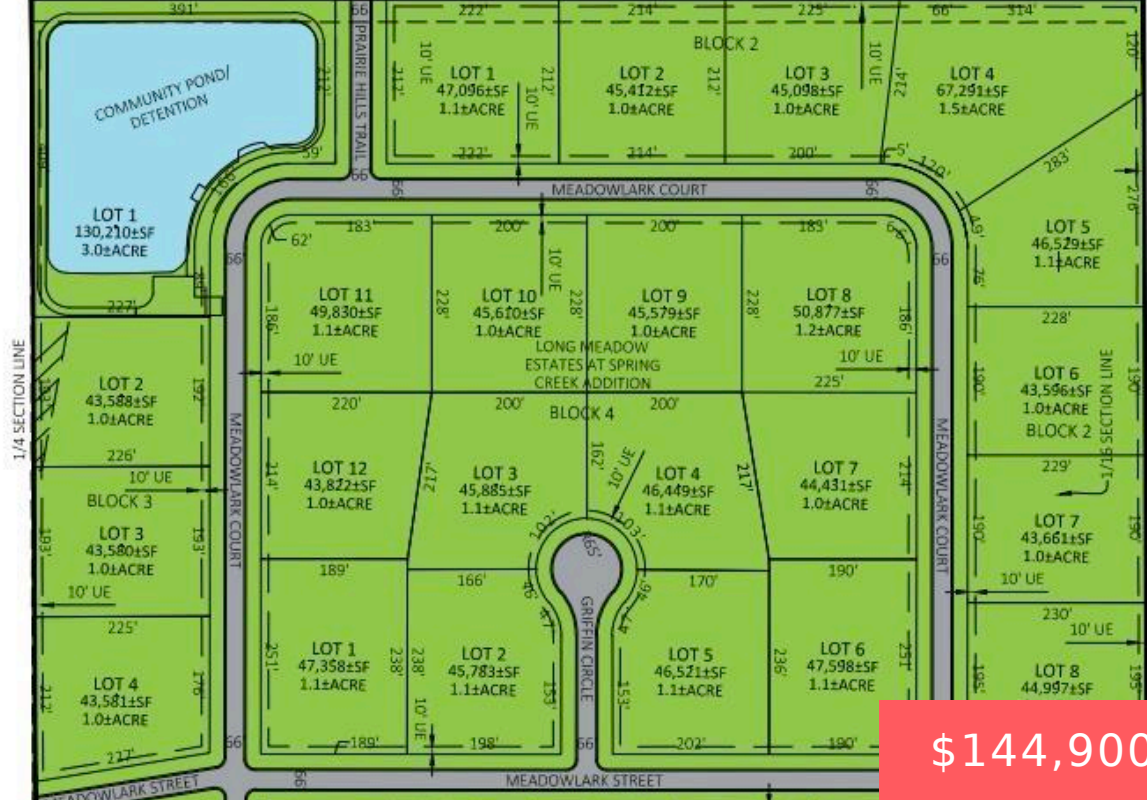 391'
66'
222'
214'
225'
66'
314'
BLOCK 2
120'
COMMUNITY POND/
DETENTION
212'
PRAIRIE HILLS TRAIL
212'
10' UE
LOT 1
47,096±SF
1.1±ACRE
212'
10' UE
LOT 2
45,412±SF
1.0±ACRE
212'
LOT 3
45,098±SF
1.0±ACRE
10' UE
224'
LOT 4
67,291±SF
1.5±ACRE
59'
222'
214'
200'
5'
120'
283'
66'
66'
MEADOWLARK COURT
66'
276'
LOT 1
130,210±SF
3.0±ACRE
227'
62'
183'
200'
200'
183'
66'
49'
76'
LOT 5
46,529±SF
1.1±ACRE
66'
66'
186'
LOT 11
49,830±SF
1.1±ACRE
228'
LOT 10
45,610±SF
1.0±ACRE
10' UE
228'
LOT 9
45,579±SF
1.0±ACRE
228'
LOT 8
50,877±SF
1.2±ACRE
186'
228'
10' UE
LONG MEADOW
ESTATES AT SPRING
CREEK ADDITION
10' UE
225'
1/4 SECTION LINE
LOT 2
43,588±SF
1.0±ACRE
192'
226'
220'
200'
BLOCK 4
200'
190'
LOT 6
43,596±SF
1.0±ACRE
BLOCK 2
190'
1/16 SECTION LINE
229'
MEADOWLARK COURT
214'
LOT 12
43,822±SF
1.0±ACRE
217'
LOT 3
45,885±SF
1.1±ACRE
162'
10' UE
LOT 4
46,449±SF
1.1±ACRE
217'
LOT 7
44,431±SF
1.0±ACRE
214'
MEADOWLARK COURT
10' UE
BLOCK 3
193'
LOT 3
43,580±SF
1.0±ACRE
193'
10' UE
225'
102'
103'
189'
166'
46'
47'
46'
47'
170'
190'
190'
LOT 7
43,661±SF
1.0±ACRE
190'
10' UE
230'
10' UE
GRIFFIN CIRCLE
251'
LOT 1
47,358±SF
1.1±ACRE
238'
238'
LOT 2
45,783±SF
1.1±ACRE
153'
153'
LOT 5
46,521±SF
1.1±ACRE
236'
LOT 6
47,598±SF
1.1±ACRE
251'
195'
LOT 8
44,997±SF
195'
212'
LOT 4
43,581±SF
1.0±ACRE
176'
227'
66'
189'
10' UE
198'
66'
202'
190'
$144,900
66'
MEADOWLARK STREET
MEADOWLARK STREET